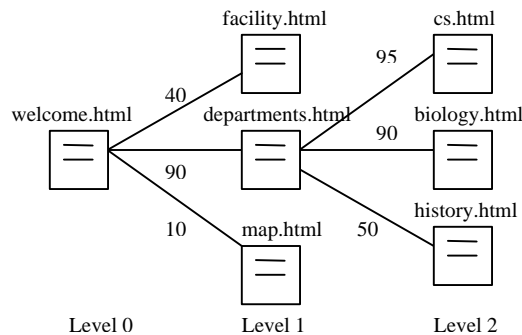 facility.html
cs.html
95
40
welcome.html
departments.html
biology.html
90
90
history.html
10
50
map.html
Level 0
Level 1
Level 2